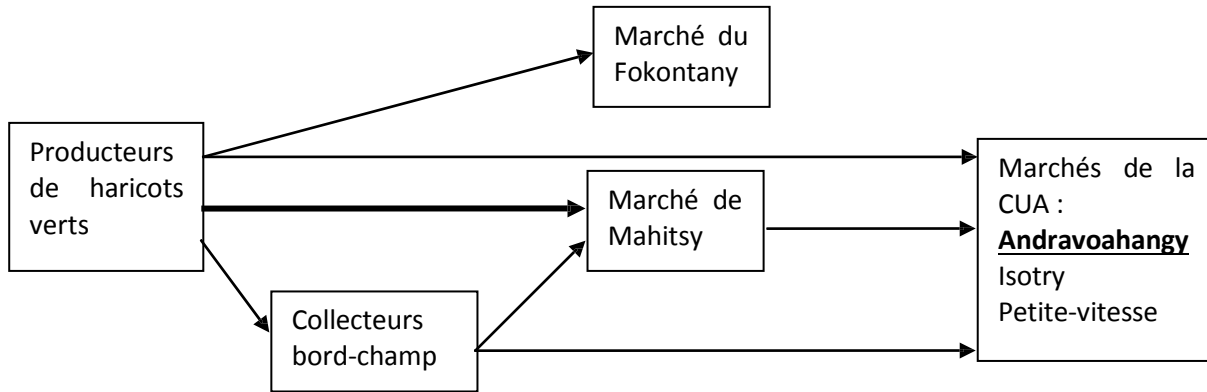 Marché du
Fokontany
Producteurs
de haricots
verts
Marché de
Mahitsy
Collecteurs
bord-champ
Marchés de la
CUA :
Andravoahangy
Isotry
Petite-vitesse